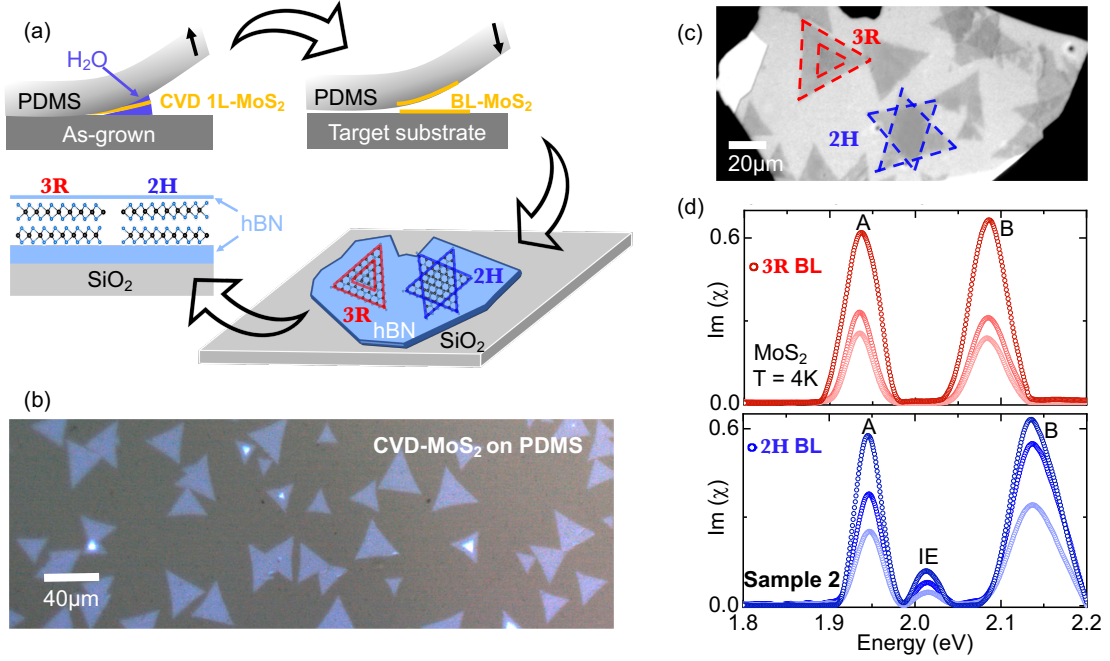 (a)
H₂O
PDMS
CVD 1L-MoS₂
As-grown
PDMS
BL-MoS₂
Target substrate
3R
2H
hBN
SiO₂
3R
2H
hBN
SiO₂
(b)
CVD-MoS₂ on PDMS
40μm
(c)
3R
2H
20μm
(d)
A
B
0.6
3R BL
Im (χ)
MoS₂
T = 4K
0.0
A
B
0.6
2H BL
Im (χ)
IE
Sample 2
0.0
1.8 1.9 2.0 2.1 2.2
Energy (eV)